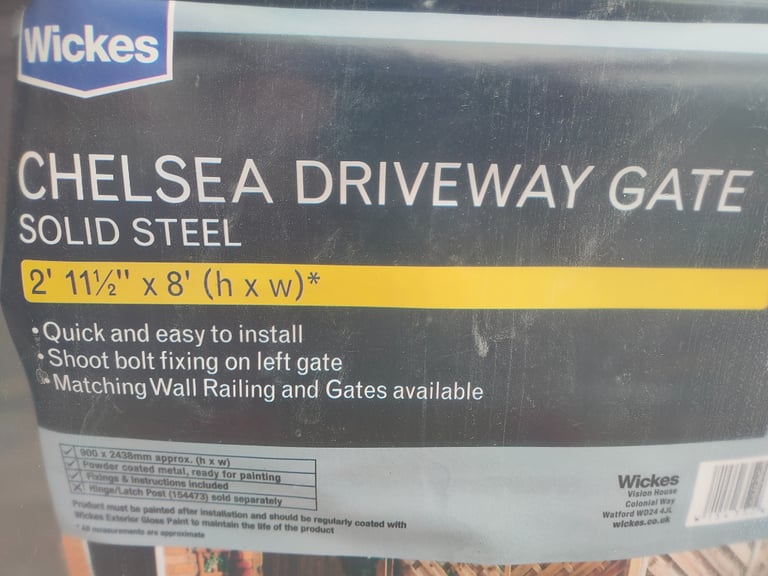 Wickes
CHELSEA DRIVEWAY GATE
SOLID STEEL
2' 11½" x 8' (h x w)*
• Quick and easy to install
• Shoot bolt fixing on left gate
• Matching Wall Railing and Gates available
900 x 2438mm approx. (h x w)
Powder coated metal, ready for painting
Fixings & Instructions included
Hinge/Latch Post (154473) sold separately
Product must be painted after installation and should be regularly coated with
Wickes Exterior Gloss Paint to maintain the life of the product
* All measurements are approximate
Wickes
Vision House
Colonial Way
Watford WD24 4JL
wickes.co.uk